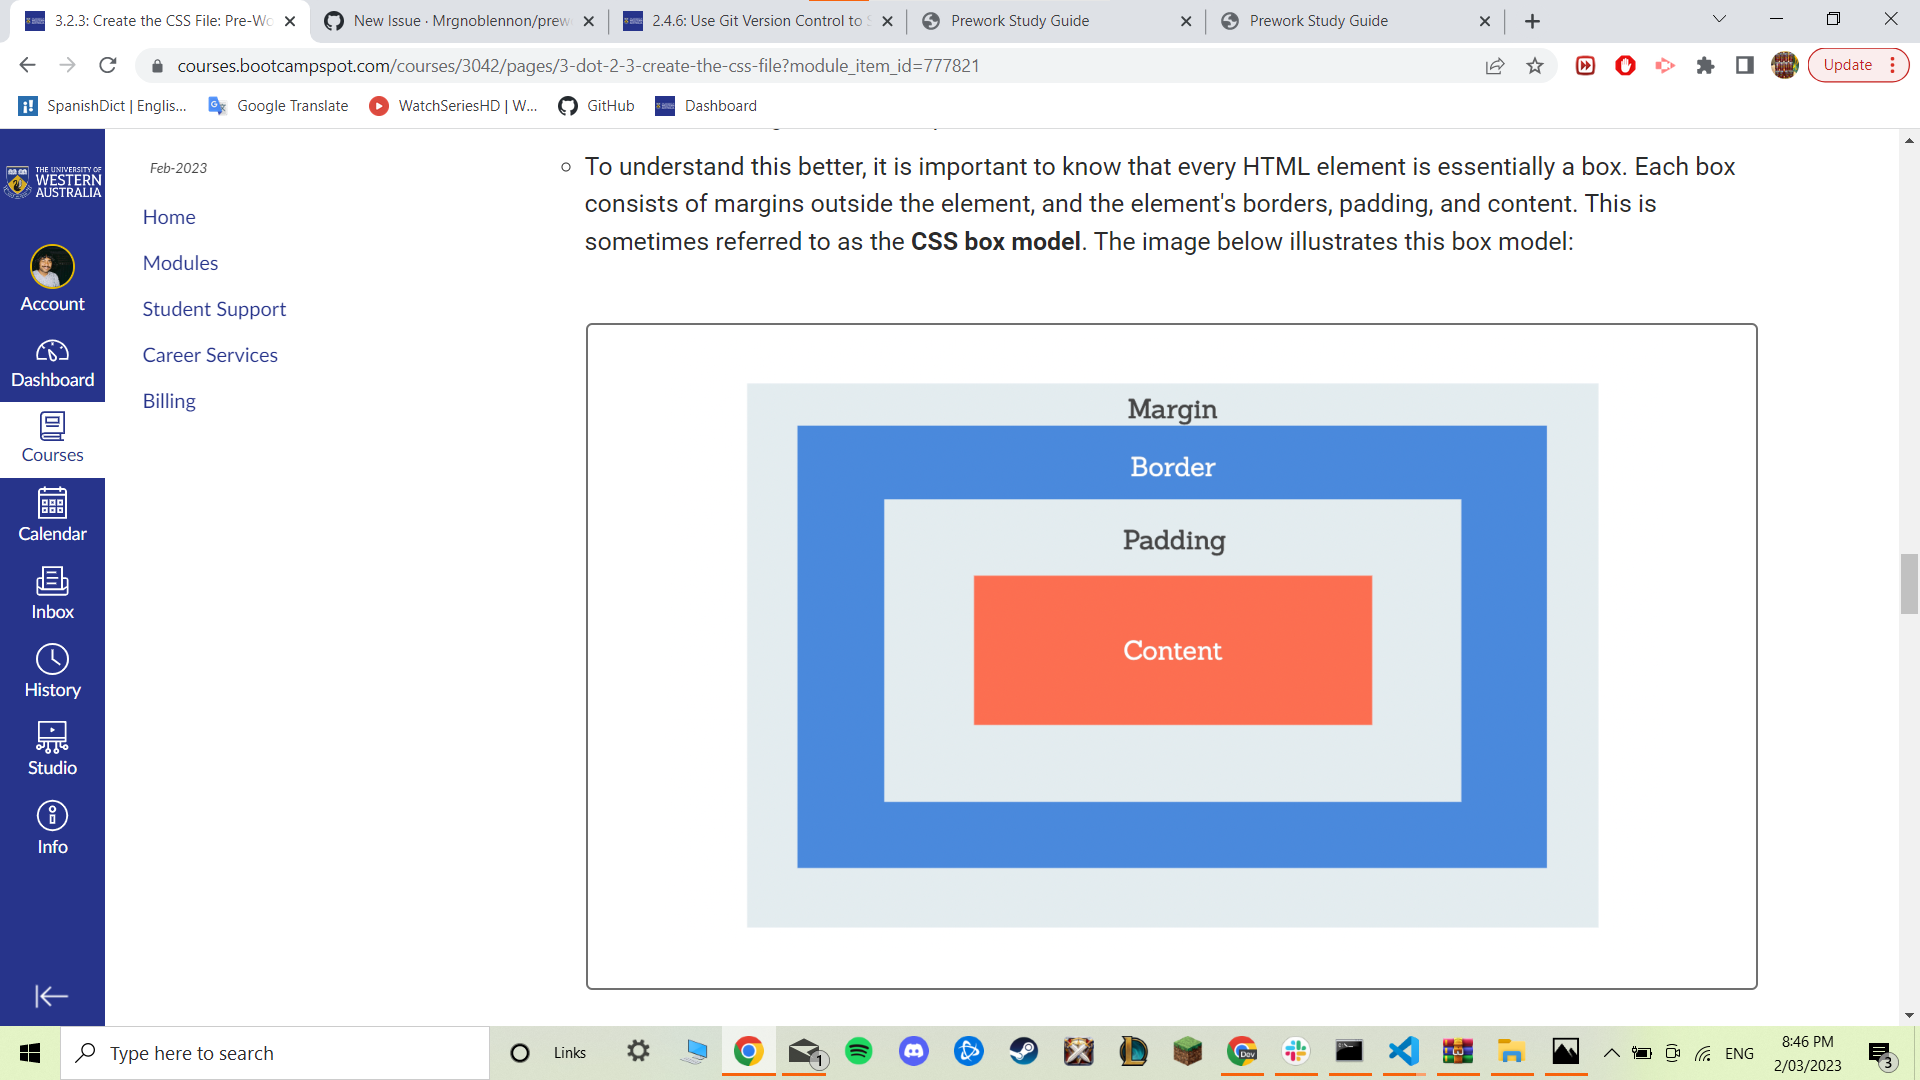 3.2.3: Create the CSS File: Pre-Wo
New Issue · Mrgnoblennon/prew
2.4.6: Use Git Version Control to S
Prework Study Guide
Prework Study Guide
courses.bootcampspot.com/courses/3042/pages/3-dot-2-3-create-the-css-file?module_item_id=777821
Update
SpanishDict | Englis...
Google Translate
WatchSeriesHD | W...
GitHub
Dashboard
THE UNIVERSITY OF
WESTERN
AUSTRALIA
Account
Dashboard
Courses
Calendar
Inbox
History
Studio
Info
Feb-2023
Home
Modules
Student Support
Career Services
Billing
To understand this better, it is important to know that every HTML element is essentially a box. Each box
consists of margins outside the element, and the element's borders, padding, and content. This is
sometimes referred to as the CSS box model. The image below illustrates this box model:
Margin
Border
Padding
Content
Type here to search
Links
1
Dev
ENG
8:46 PM
2/03/2023
3